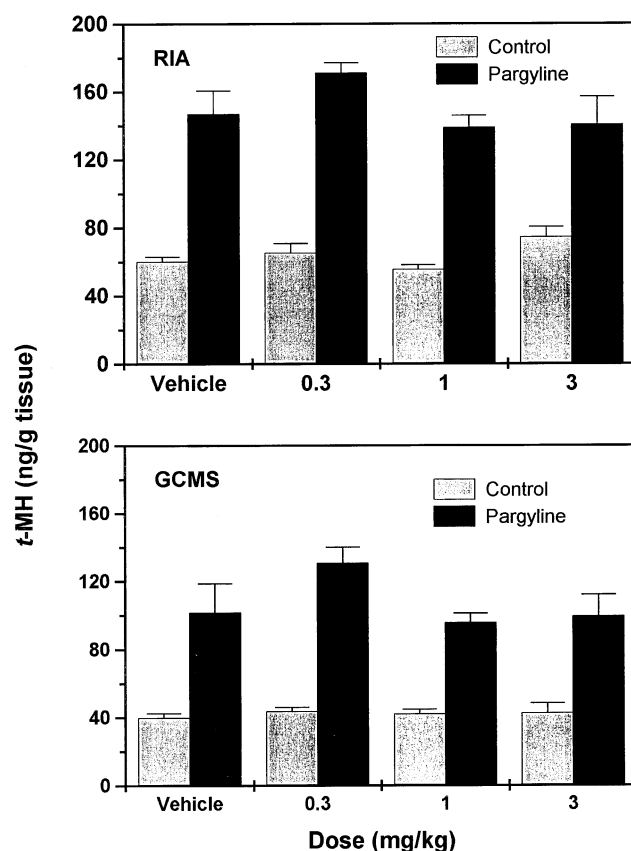 200
160
120
80
40
0
RIA
Control
Pargyline
Vehicle 0.3 1 3
t-MH (ng/g tissue)
200
160
120
80
40
0
GCMS
Control
Pargyline
Vehicle 0.3 1 3
Dose (mg/kg)